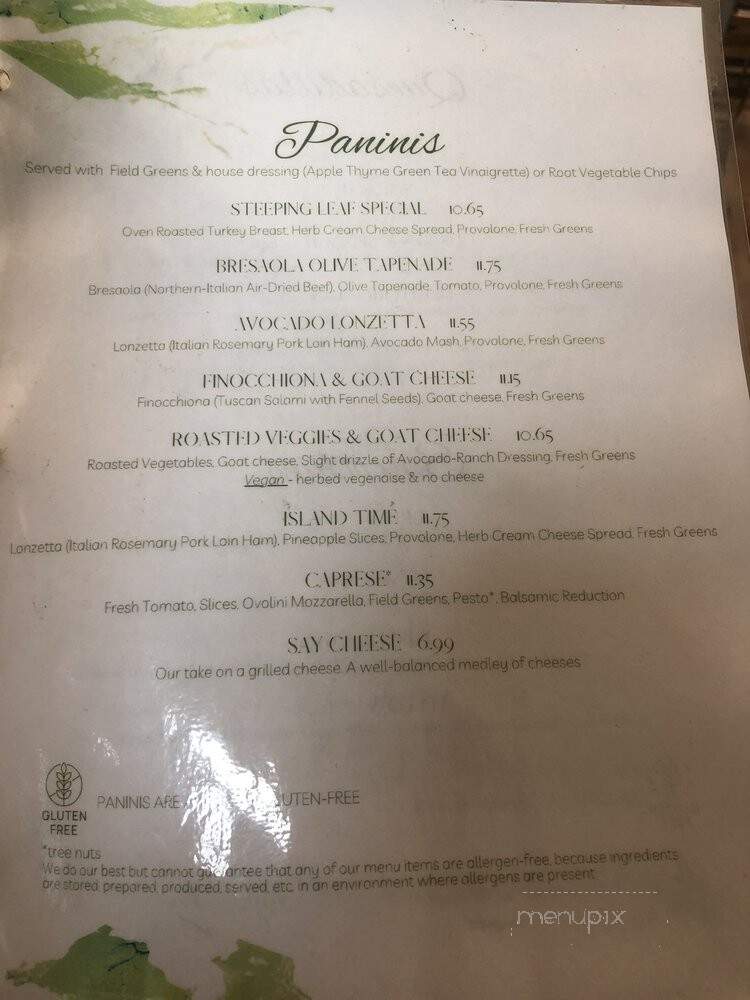 Paninis
Served with Field Greens & house dressing (Apple Thyme Green Tea Vinaigrette) or Root Vegetable Chips
STEEPING LEAF SPECIAL 10.65
Oven Roasted Turkey Breast, Herb Cream Cheese Spread, Provolone, Fresh Greens
BRESAOLA OLIVE TAPENADE 11.75
Bresaola (Northern-Italian Air-Dried Beef), Olive Tapenade, Tomato, Provolone, Fresh Greens
AVOCADO LONZETTA 11.55
Lonzetta (Italian Rosemary Pork Loin Ham), Avocado Mash, Provolone, Fresh Greens
FINOCCHIONA & GOAT CHEESE 11.15
Finocchiona (Tuscan Salami with Fennel Seeds), Goat cheese, Fresh Greens
ROASTED VEGGIES & GOAT CHEESE 10.65
Roasted Vegetables, Goat cheese, Slight drizzle of Avocado-Ranch Dressing, Fresh Greens
Vegan - herbed vegenaise & no cheese
ISLAND TIME 11.75
Lonzetta (Italian Rosemary Pork Loin Ham), Pineapple Slices, Provolone, Herb Cream Cheese Spread, Fresh Greens
CAPRESE* 11.35
Fresh Tomato, Slices, Ovolini Mozzarella, Field Greens, Pesto*, Balsamic Reduction
SAY CHEESE 6.99
Our take on a grilled cheese. A well-balanced medley of cheeses
GLUTEN
FREE
PANINIS ARE GLUTEN-FREE
*tree nuts
We do our best but cannot guarantee that any of our menu items are allergen-free, because ingredients
are stored, prepared, produced, served, etc. in an environment where allergens are present
menupix